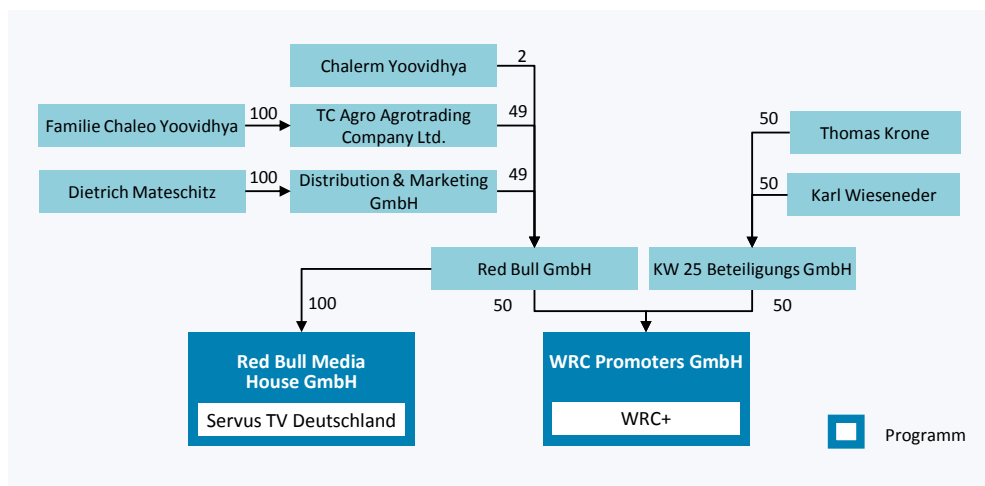 Chalerm Yoovidhya
2
Familie Chaleo Yoovidhya
100
TC Agro Agrotrading
Company Ltd.
49
50
Thomas Krone
Dietrich Mateschitz
100
Distribution & Marketing
GmbH
49
50
Karl Wieseneder
Red Bull GmbH
KW 25 Beteiligungs GmbH
100
50
50
Red Bull Media
House GmbH
Servus TV Deutschland
WRC Promoters GmbH
WRC+
Programm